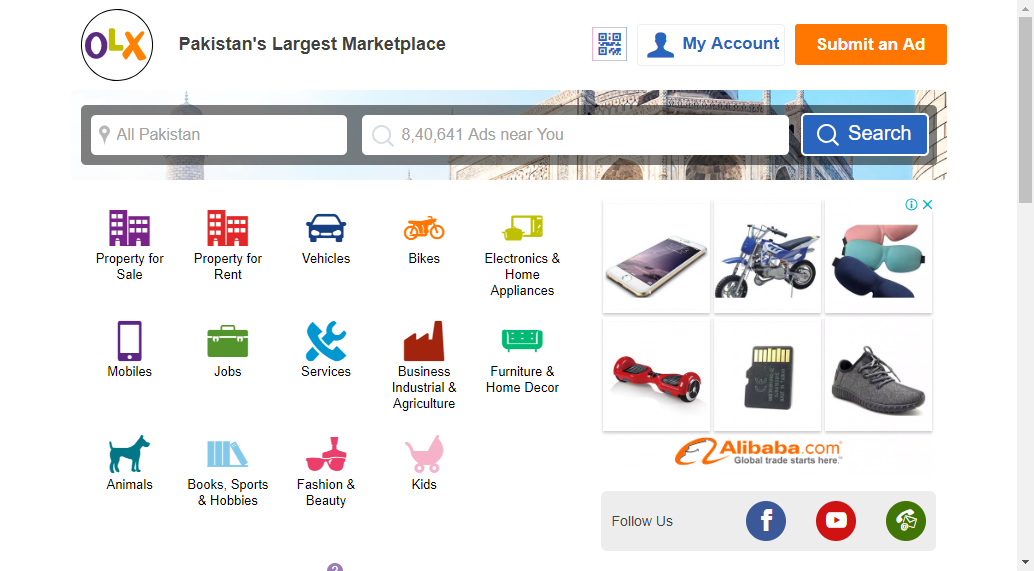 OLX
Pakistan's Largest Marketplace
My Account
Submit an Ad
All Pakistan
8,40,641 Ads near You
Search
Property for
Sale
Property for
Rent
Vehicles
Bikes
Electronics &
Home
Appliances
Mobiles
Jobs
Services
Business
Industrial &
Agriculture
Furniture &
Home Decor
Animals
Books, Sports
& Hobbies
Fashion &
Beauty
Kids
Alibaba.com
Global trade starts here.™
Follow Us